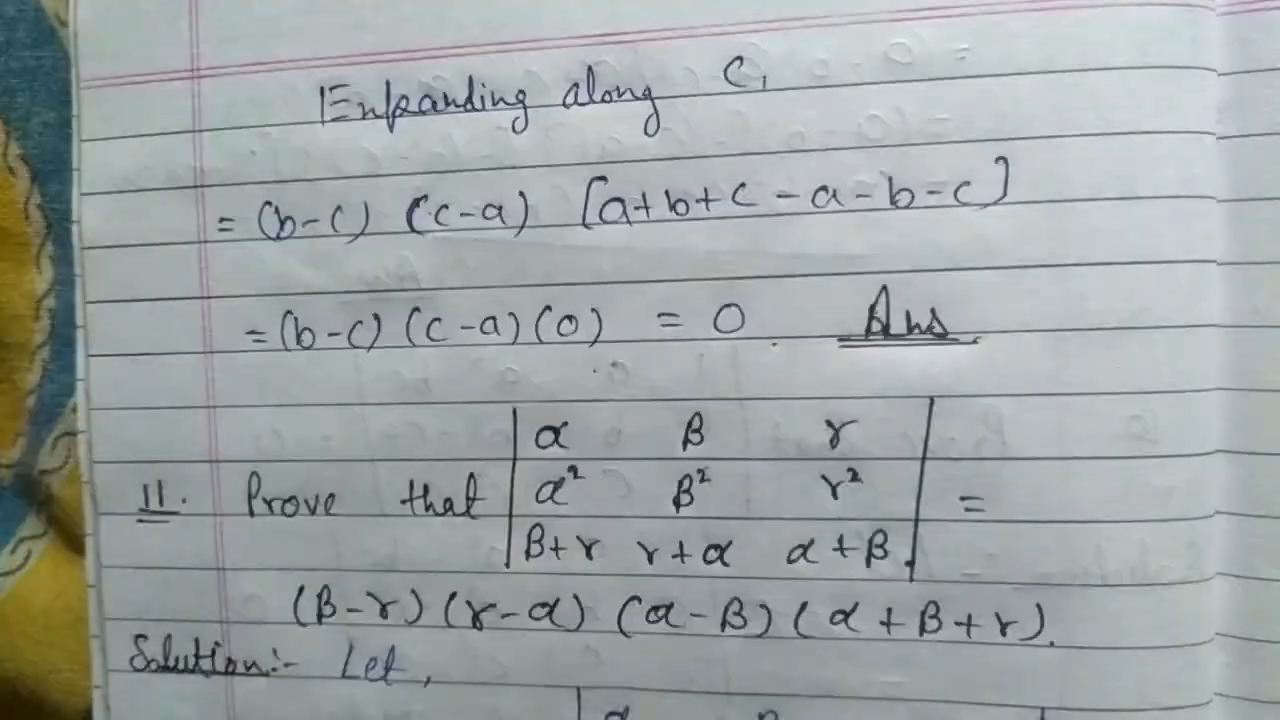 Expanding along C₁
= (b-c) (c-a) [a+b+c-a-b-c]
= (b-c) (c-a) (0) = 0. Ans
| α β γ |
11. Prove that | α² β² γ² | =
| β+γ γ+α α+β |
(β-γ) (γ-α) (α-β) (α+β+γ).
Solution:- Let,